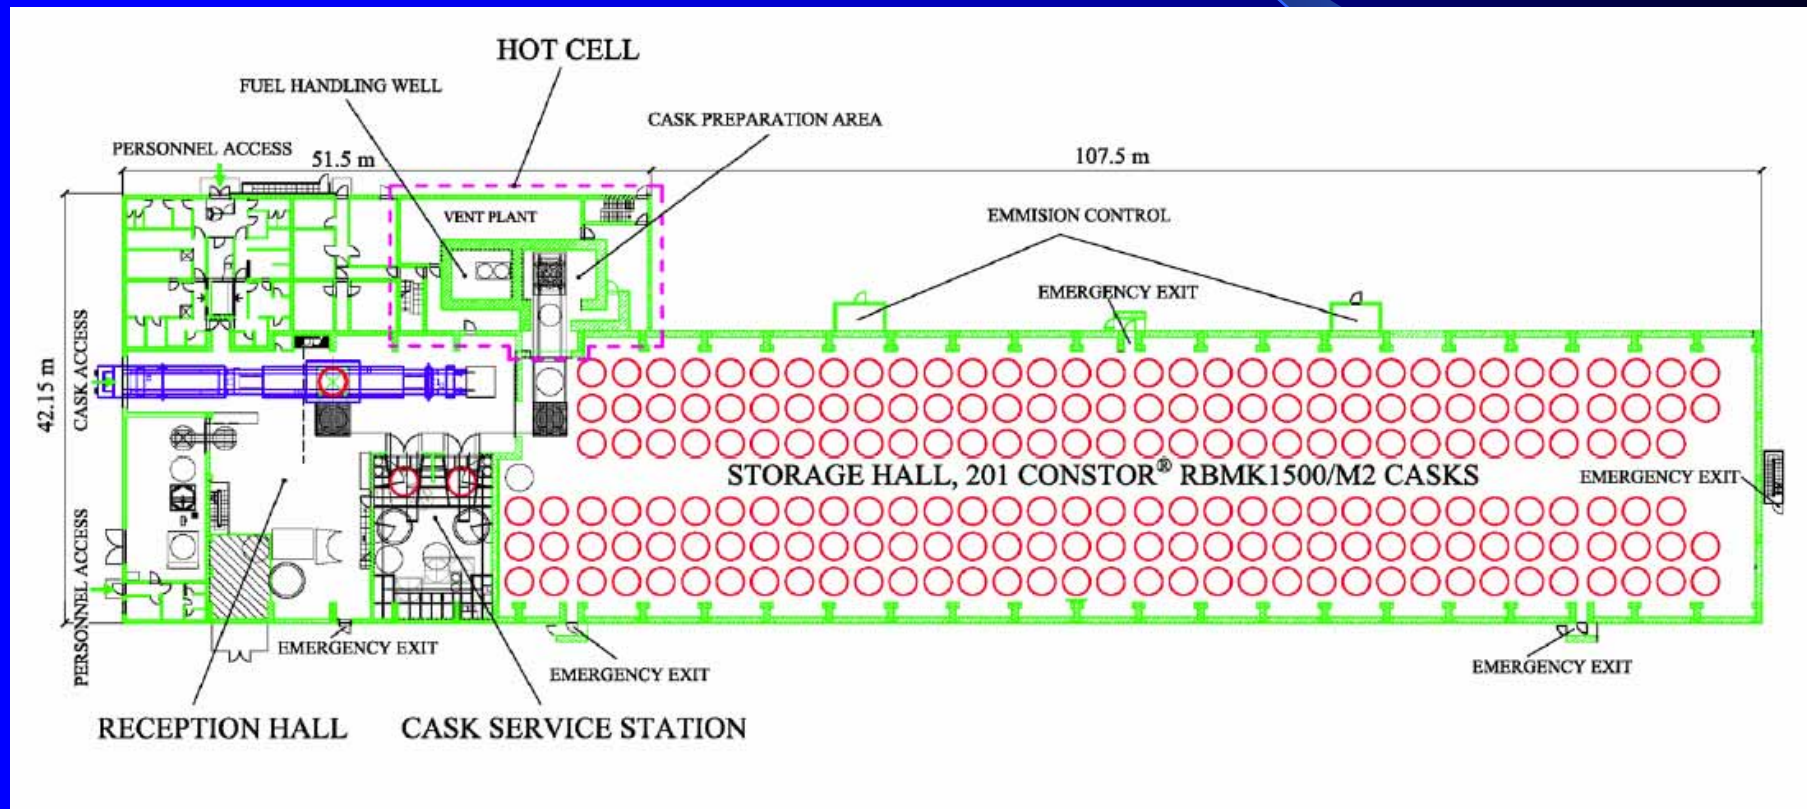 HOT CELL
FUEL HANDLING WELL
CASK PREPARATION AREA
PERSONNEL ACCESS
51.5 m
107.5 m
VENT PLANT
EMMISION CONTROL
EMERGENCY EXIT
42.15 m
CASK ACCESS
STORAGE HALL, 201 CONSTOR® RBMK1500/M2 CASKS
EMERGENCY EXIT
PERSONNEL ACCESS
EMERGENCY EXIT
EMERGENCY EXIT
EMERGENCY EXIT
RECEPTION HALL
CASK SERVICE STATION